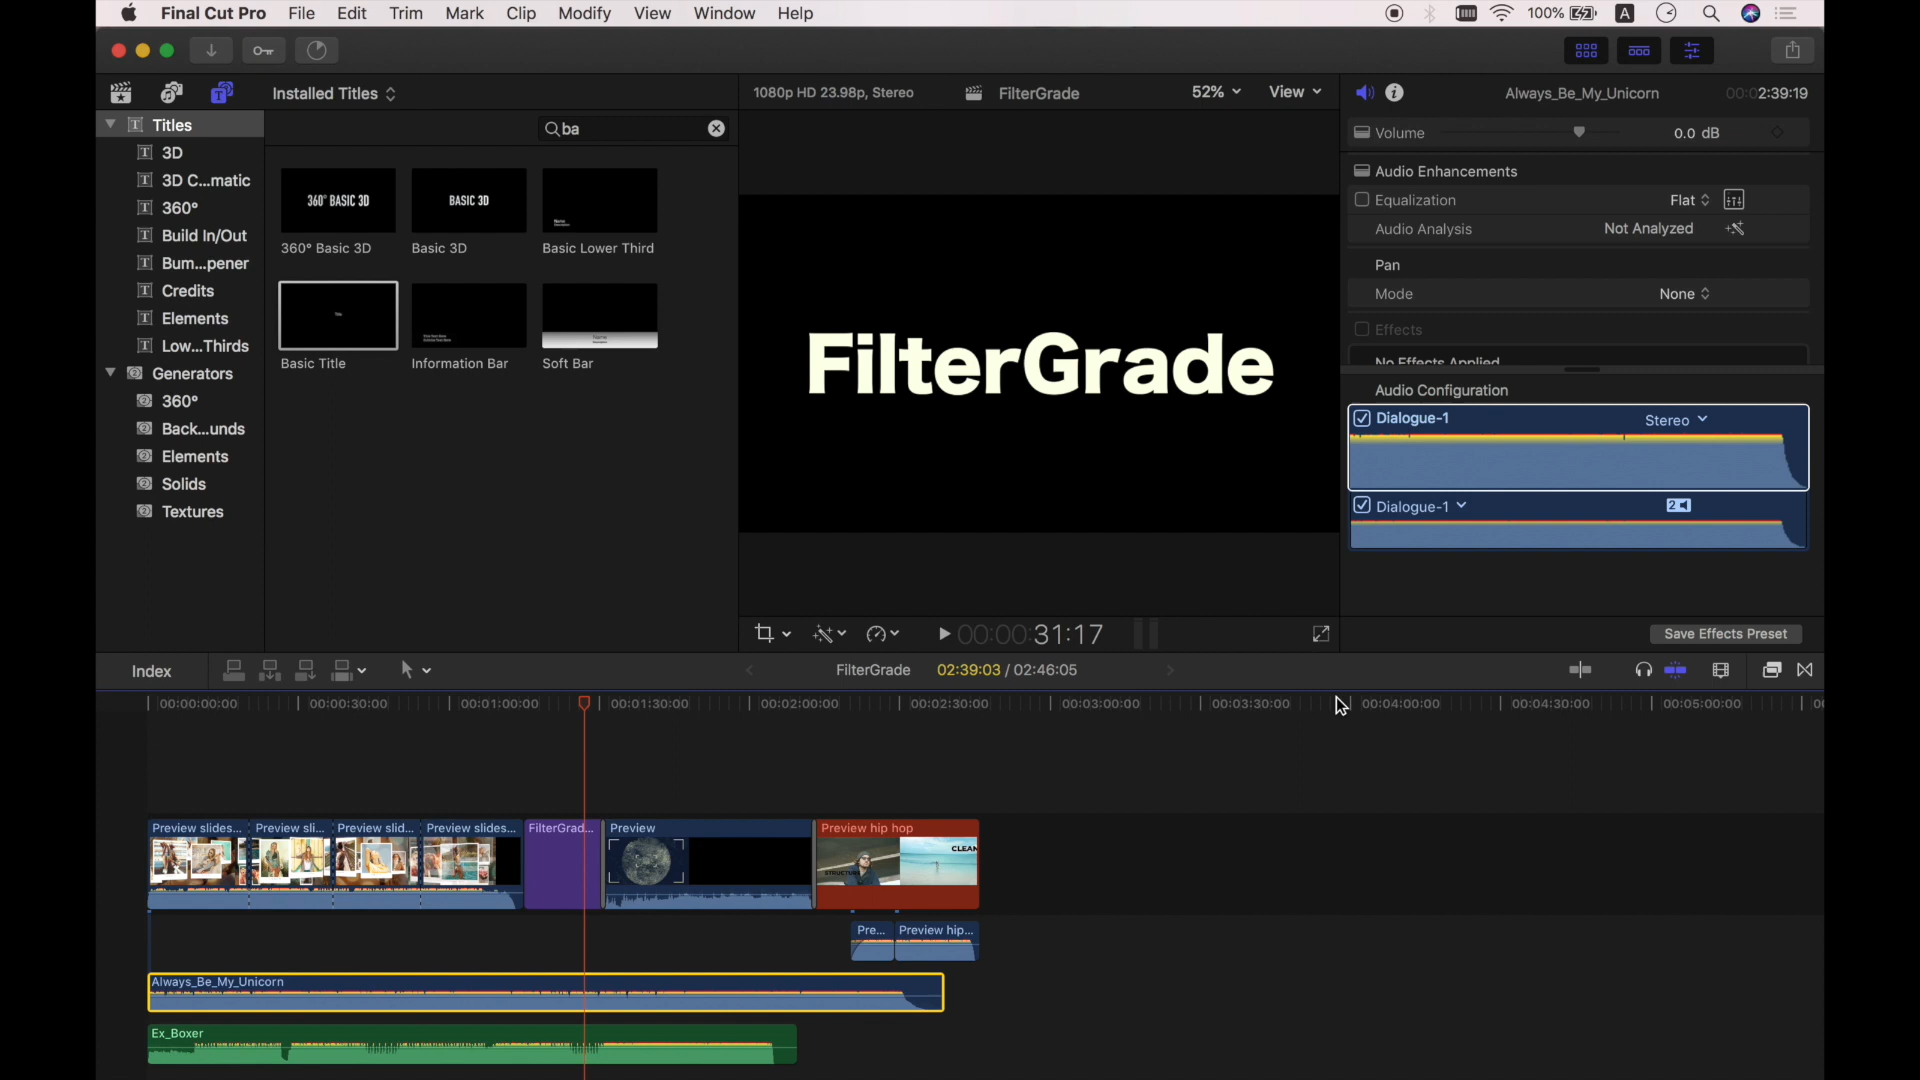 Final Cut Pro File Edit Trim Mark Clip Modify View Window Help 100% A
Installed Titles
1080p HD 23.98p, Stereo FilterGrade 52% View
Always_Be_My_Unicorn 00:02:39:19
Titles
3D
3D C...matic
360°
Build In/Out
Bum...pener
Credits
Elements
Low...Thirds
Generators
360°
Back...unds
Elements
Solids
Textures
ba
360° BASIC 3D
360° Basic 3D
BASIC 3D
Basic 3D
Name
Basic Lower Third
Title
Basic Title
Information Bar
Name
Soft Bar
FilterGrade
00:00:00:31:17
Volume 0.0 dB
Audio Enhancements
Equalization Flat
Audio Analysis Not Analyzed
Pan
Mode None
Effects
No Effects Applied
Audio Configuration
Dialogue-1 Stereo
Dialogue-1 2
Save Effects Preset
Index FilterGrade 02:39:03 / 02:46:05
00:00:00:00 00:00:30:00 00:01:00:00 00:01:30:00 00:02:00:00 00:02:30:00 00:03:00:00 00:03:30:00 00:04:00:00 00:04:30:00 00:05:00:00
Preview slides... Preview sli... Preview slid... Preview slides... FilterGrad... Preview Preview hip hop
STRUCTURE CLEAN
Pre... Preview hip...
Always_Be_My_Unicorn
Ex_Boxer